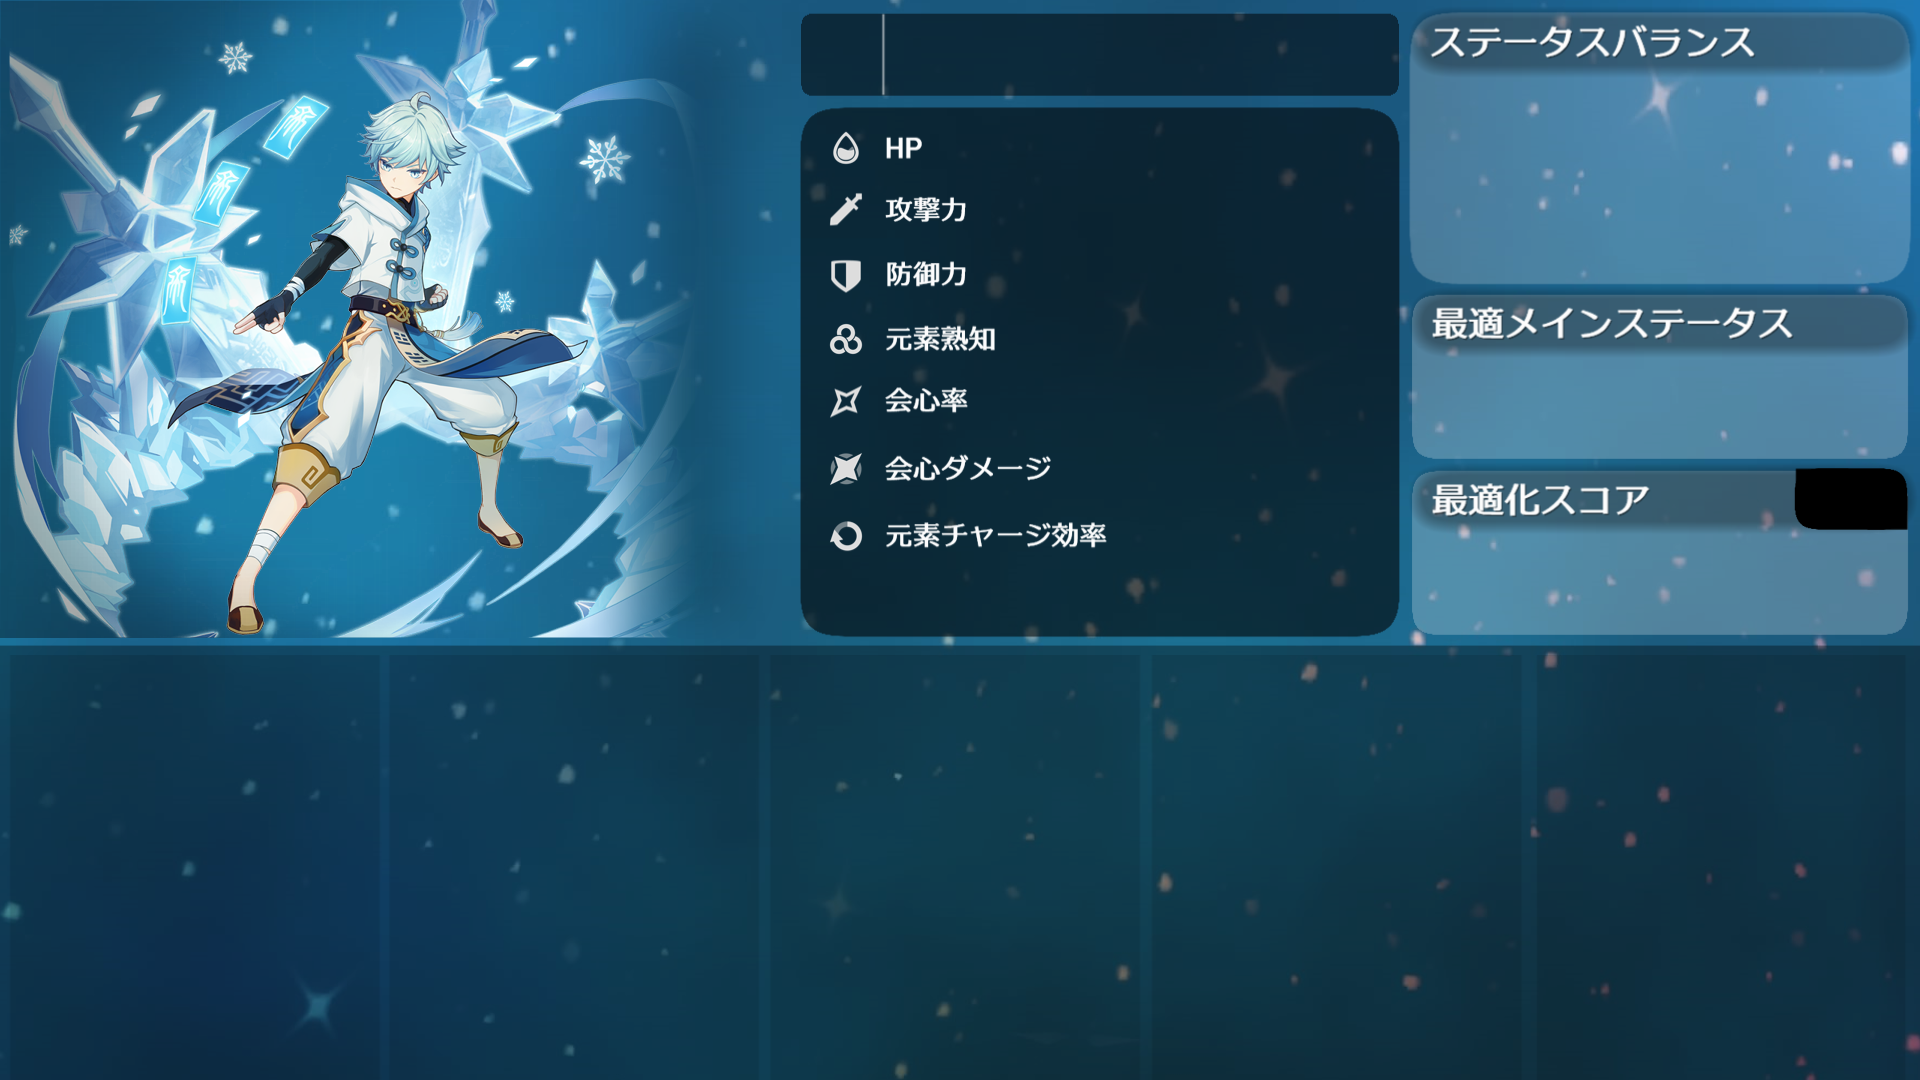 HP
攻撃力
防御力
元素熟知
会心率
会心ダメージ
元素チャージ効率
ステータスバランス
最適メインステータス
最適化スコア